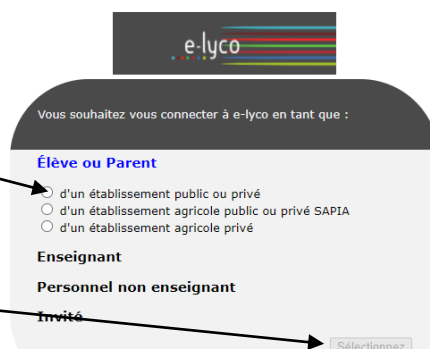 e-lyco
Vous souhaitez vous connecter à e-lyco en tant que :
Élève ou Parent
d'un établissement public ou privé
d'un établissement agricole public ou privé SAPIA
d'un établissement agricole privé
Enseignant
Personnel non enseignant
Invité
Sélectionnez